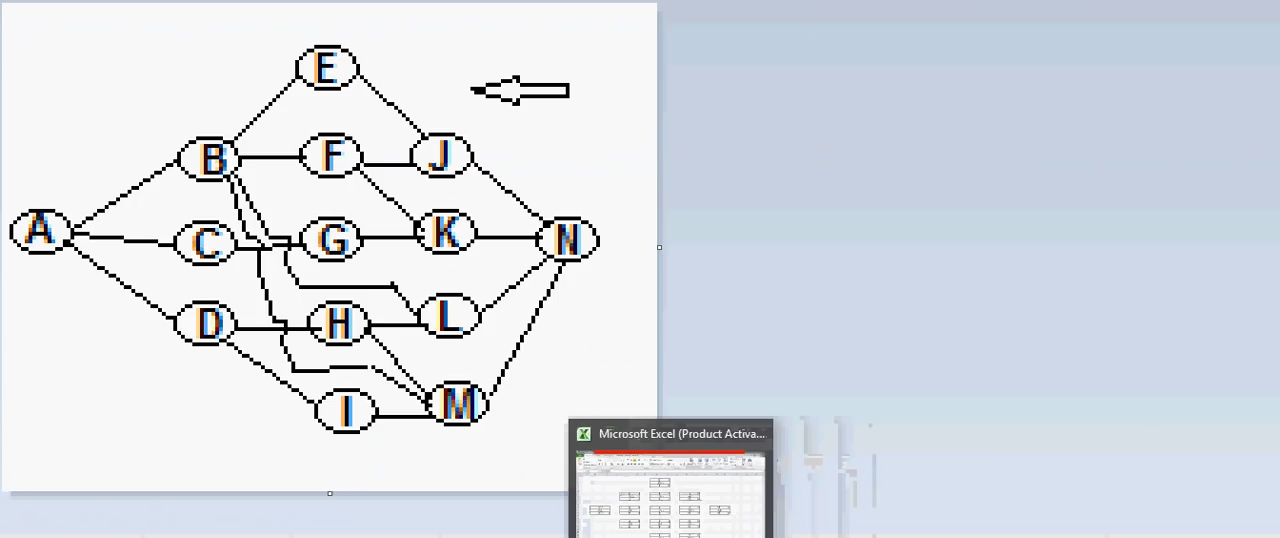 E
B F J
A C G K N
D H L
I M
Microsoft Excel (Product Activa...